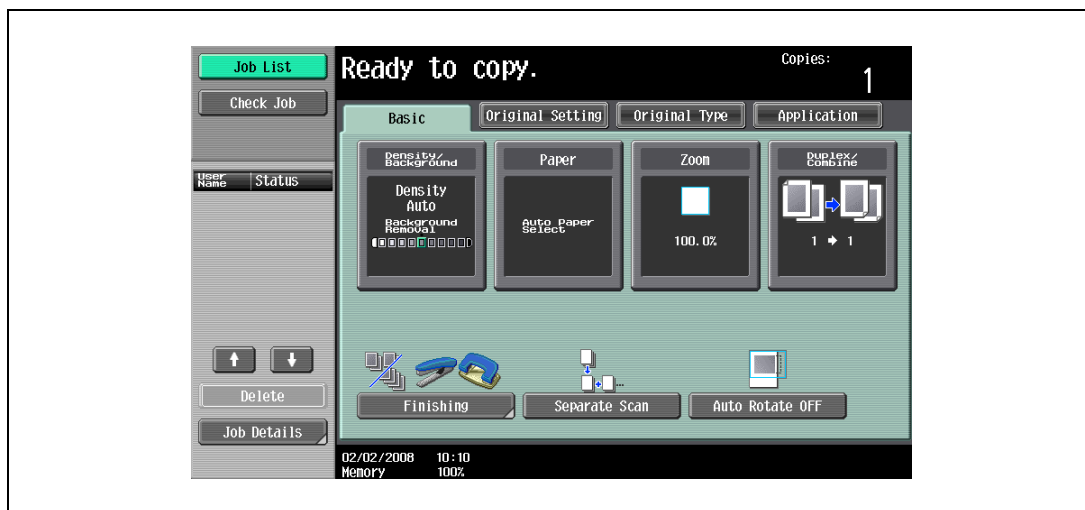 Job List
Check Job
User Name
Status
Delete
Job Details
Ready to copy.
Copies:
1
Basic
Original Setting
Original Type
Application
Density/
Background
Density
Auto
Background
Removal
Paper
Auto Paper
Select
Zoom
100.0%
Duplex/
Combine
1 → 1
...
Finishing
Separate Scan
Auto Rotate OFF
02/02/2008 10:10
Memory 100%